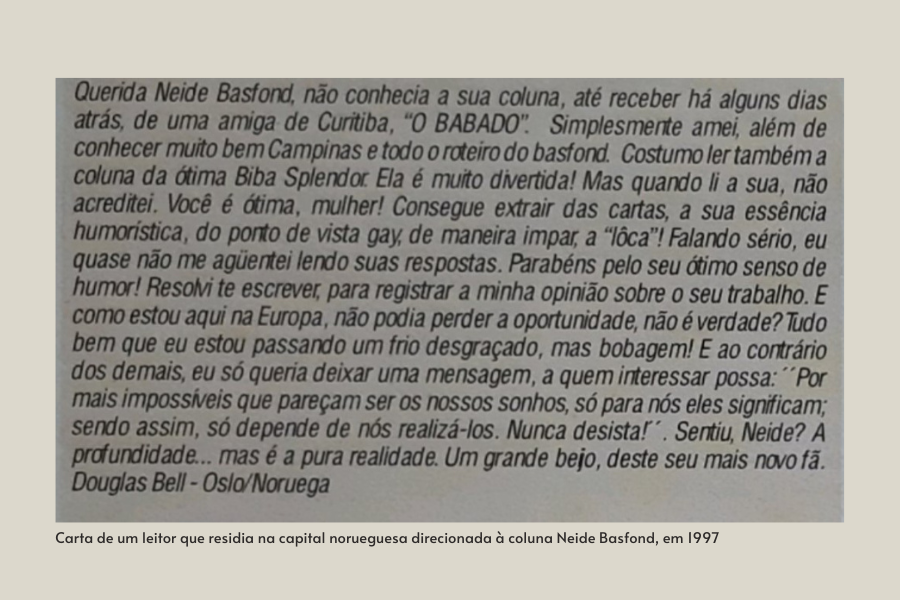 Querida Neide Basfond, não conhecia a sua coluna, até receber há alguns dias
atrás, de uma amiga de Curitiba, “O BABADO”. Simplesmente amei, além de
conhecer muito bem Campinas e todo o roteiro do basfond. Costumo ler também a
coluna da ótima Biba Splendor. Ela é muito divertida! Mas quando li a sua, não
acreditei. Você é ótima, mulher! Consegue extrair das cartas, a sua essência
humorística, do ponto de vista gay, de maneira impar, a “lôca”! Falando sério, eu
quase não me agüentei lendo suas respostas. Parabéns pelo seu ótimo senso de
humor! Resolvi te escrever, para registrar a minha opinião sobre o seu trabalho. E
como estou aqui na Europa, não podia perder a oportunidade, não é verdade? Tudo
bem que eu estou passando um frio desgraçado, mas bobagem! E ao contrário
dos demais, eu só queria deixar uma mensagem, a quem interessar possa: ´´Por
mais impossíveis que pareçam ser os nossos sonhos, só para nós eles significam;
sendo assim, só depende de nós realizá-los. Nunca desista!´´. Sentiu, Neide? A
profundidade... mas é a pura realidade. Um grande bejo, deste seu mais novo fã.
Douglas Bell - Oslo/Noruega
Carta de um leitor que residia na capital norueguesa direcionada à coluna Neide Basfond, em 1997